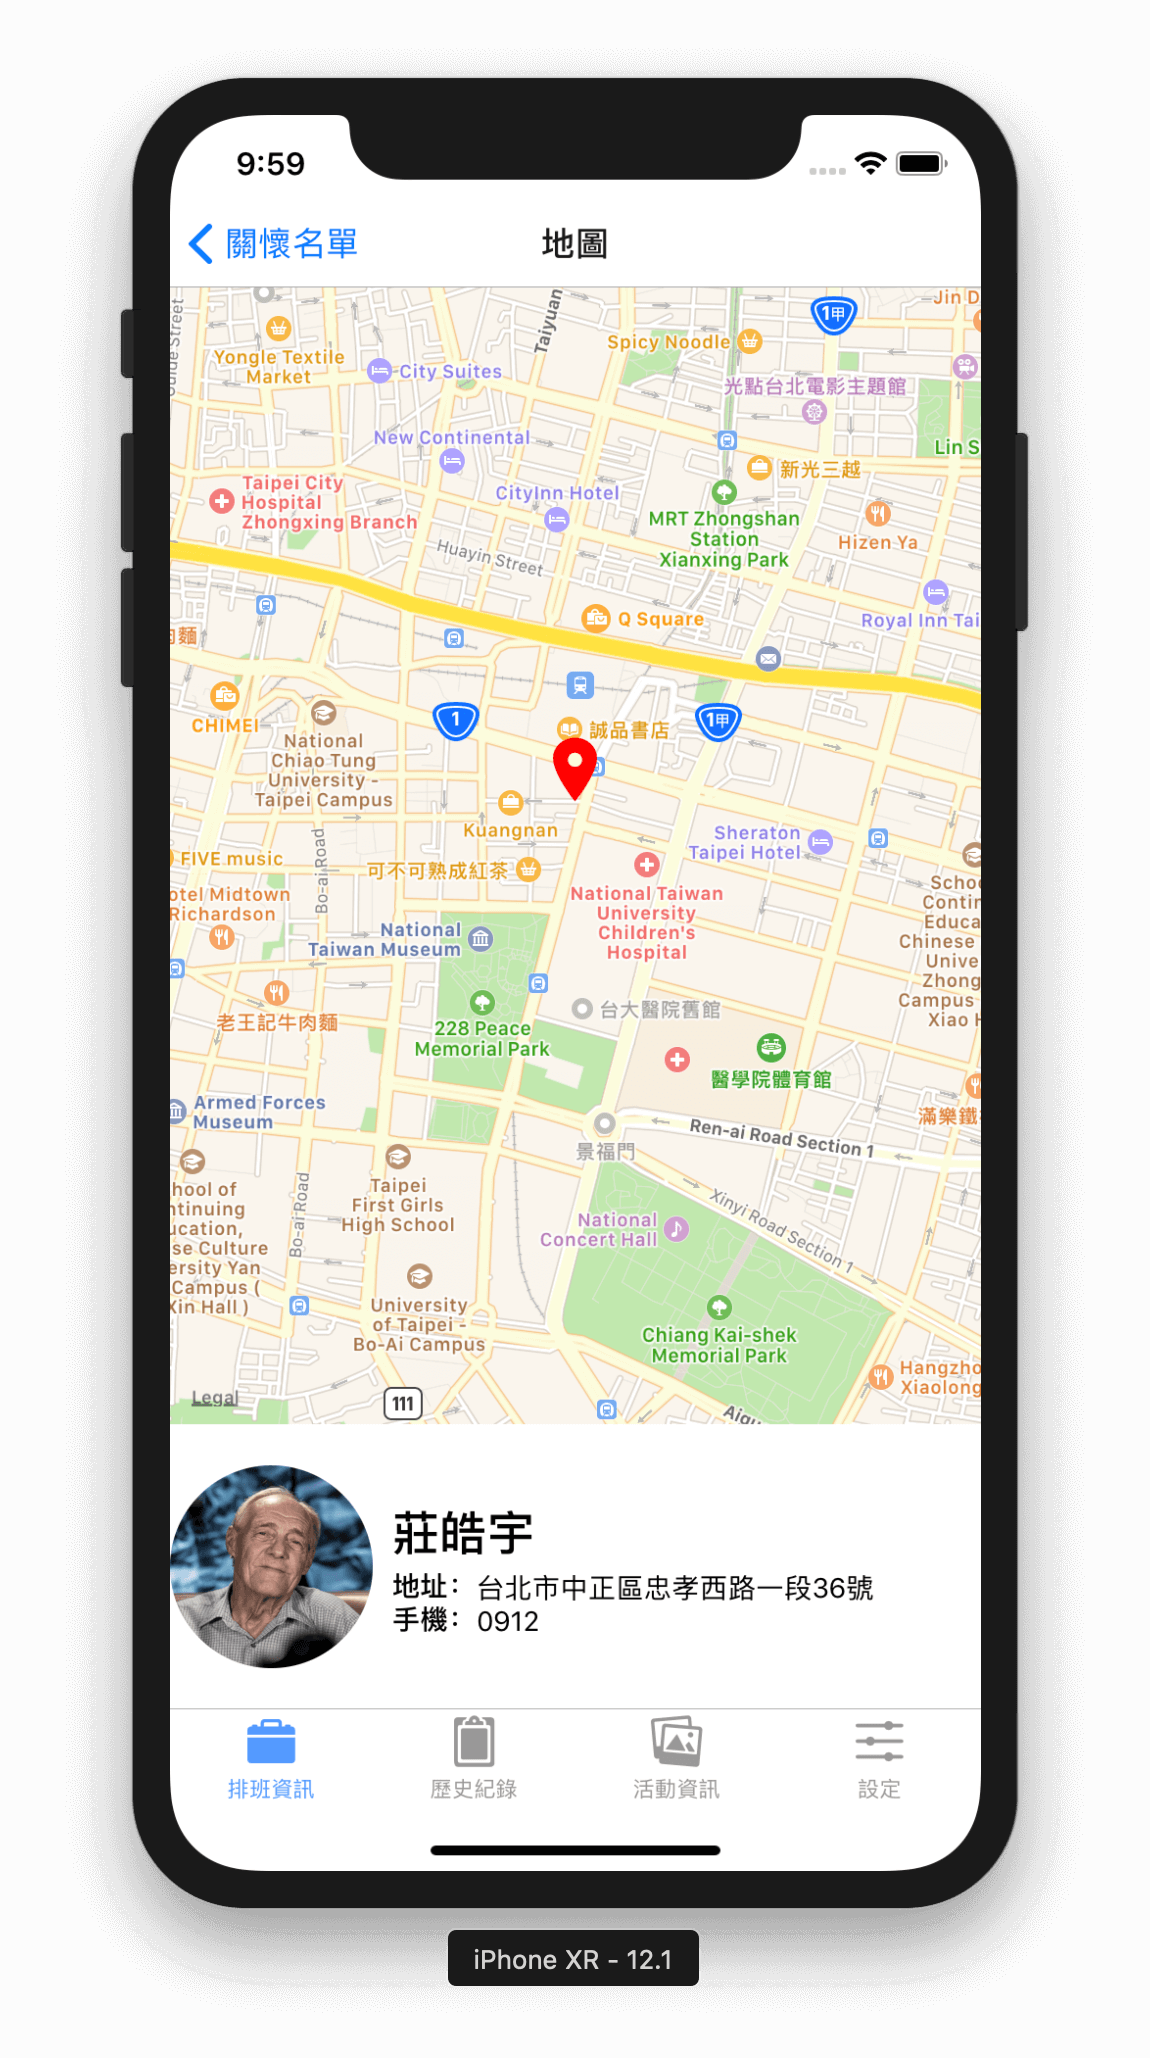 9:59
關懷名單
地圖
Guide Street
Taiyuan
1甲
Jin D
Yongle Textile
Market
City Suites
Spicy Noodle
光點台北電影主題館
New Continental
Lin S
Taipei City
Hospital
Zhongxing Branch
CityInn Hotel
新光三越
MRT Zhongshan
Station
Xianxing Park
Hizen Ya
Huayin Street
Q Square
Royal Inn Tai
肉麵
CHIMEI
1
1甲
誠品書店
National
Chiao Tung
University -
Taipei Campus
Kuangnan
Sheraton
Taipei Hotel
FIVE music
可不可熟成紅茶
Bo-ai Road
otel Midtown
Richardson
National Taiwan
University
Children's
Hospital
Schoo
Contin
Educa
Chinese
Unive
Zhong
Campus
Xiao H
National
Taiwan Museum
老王記牛肉麵
228 Peace
Memorial Park
台大醫院舊館
醫學院體育館
Armed Forces
Museum
滿樂鐵
景福門
Ren-ai Road Section 1
hool of
ntinuing
ucation,
se Culture
ersity Yan
Campus (
Xin Hall )
Bo-ai Road
Taipei
First Girls
High School
Xinyi Road Section 1
National
Concert Hall
University
of Taipei -
Bo-Ai Campus
Chiang Kai-shek
Memorial Park
Hangzho
Xiaolong
Legal
111
Aiguo
莊皓宇
地址： 台北市中正區忠孝西路一段36號
手機： 0912
排班資訊
歷史紀錄
活動資訊
設定
iPhone XR - 12.1